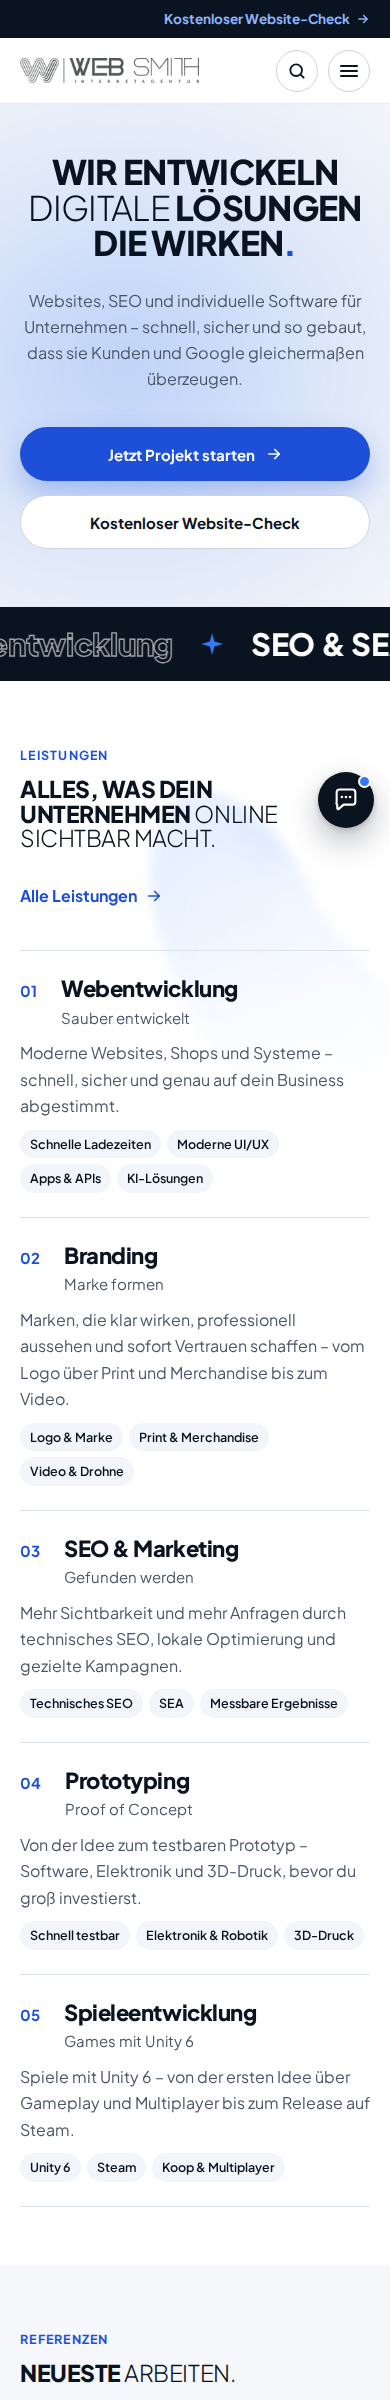 Kostenloser Website-Check →
WEB SMITH
INTERNETAGENTUR
WIR ENTWICKELN
DIGITALE LÖSUNGEN
DIE WIRKEN.
Websites, SEO und individuelle Software für
Unternehmen – schnell, sicher und so gebaut,
dass sie Kunden und Google gleichermaßen
überzeugen.
Jetzt Projekt starten →
Kostenloser Website-Check
entwicklung SEO & SE
LEISTUNGEN
ALLES, WAS DEIN
UNTERNEHMEN ONLINE
SICHTBAR MACHT.
Alle Leistungen →
01 Webentwicklung
Sauber entwickelt
Moderne Websites, Shops und Systeme –
schnell, sicher und genau auf dein Business
abgestimmt.
Schnelle Ladezeiten Moderne UI/UX
Apps & APIs KI-Lösungen
02 Branding
Marke formen
Marken, die klar wirken, professionell
aussehen und sofort Vertrauen schaffen – vom
Logo über Print und Merchandise bis zum
Video.
Logo & Marke Print & Merchandise
Video & Drohne
03 SEO & Marketing
Gefunden werden
Mehr Sichtbarkeit und mehr Anfragen durch
technisches SEO, lokale Optimierung und
gezielte Kampagnen.
Technisches SEO SEA Messbare Ergebnisse
04 Prototyping
Proof of Concept
Von der Idee zum testbaren Prototyp –
Software, Elektronik und 3D-Druck, bevor du
groß investierst.
Schnell testbar Elektronik & Robotik 3D-Druck
05 Spieleentwicklung
Games mit Unity 6
Spiele mit Unity 6 – von der ersten Idee über
Gameplay und Multiplayer bis zum Release auf
Steam.
Unity 6 Steam Koop & Multiplayer
REFERENZEN
NEUESTE ARBEITEN.